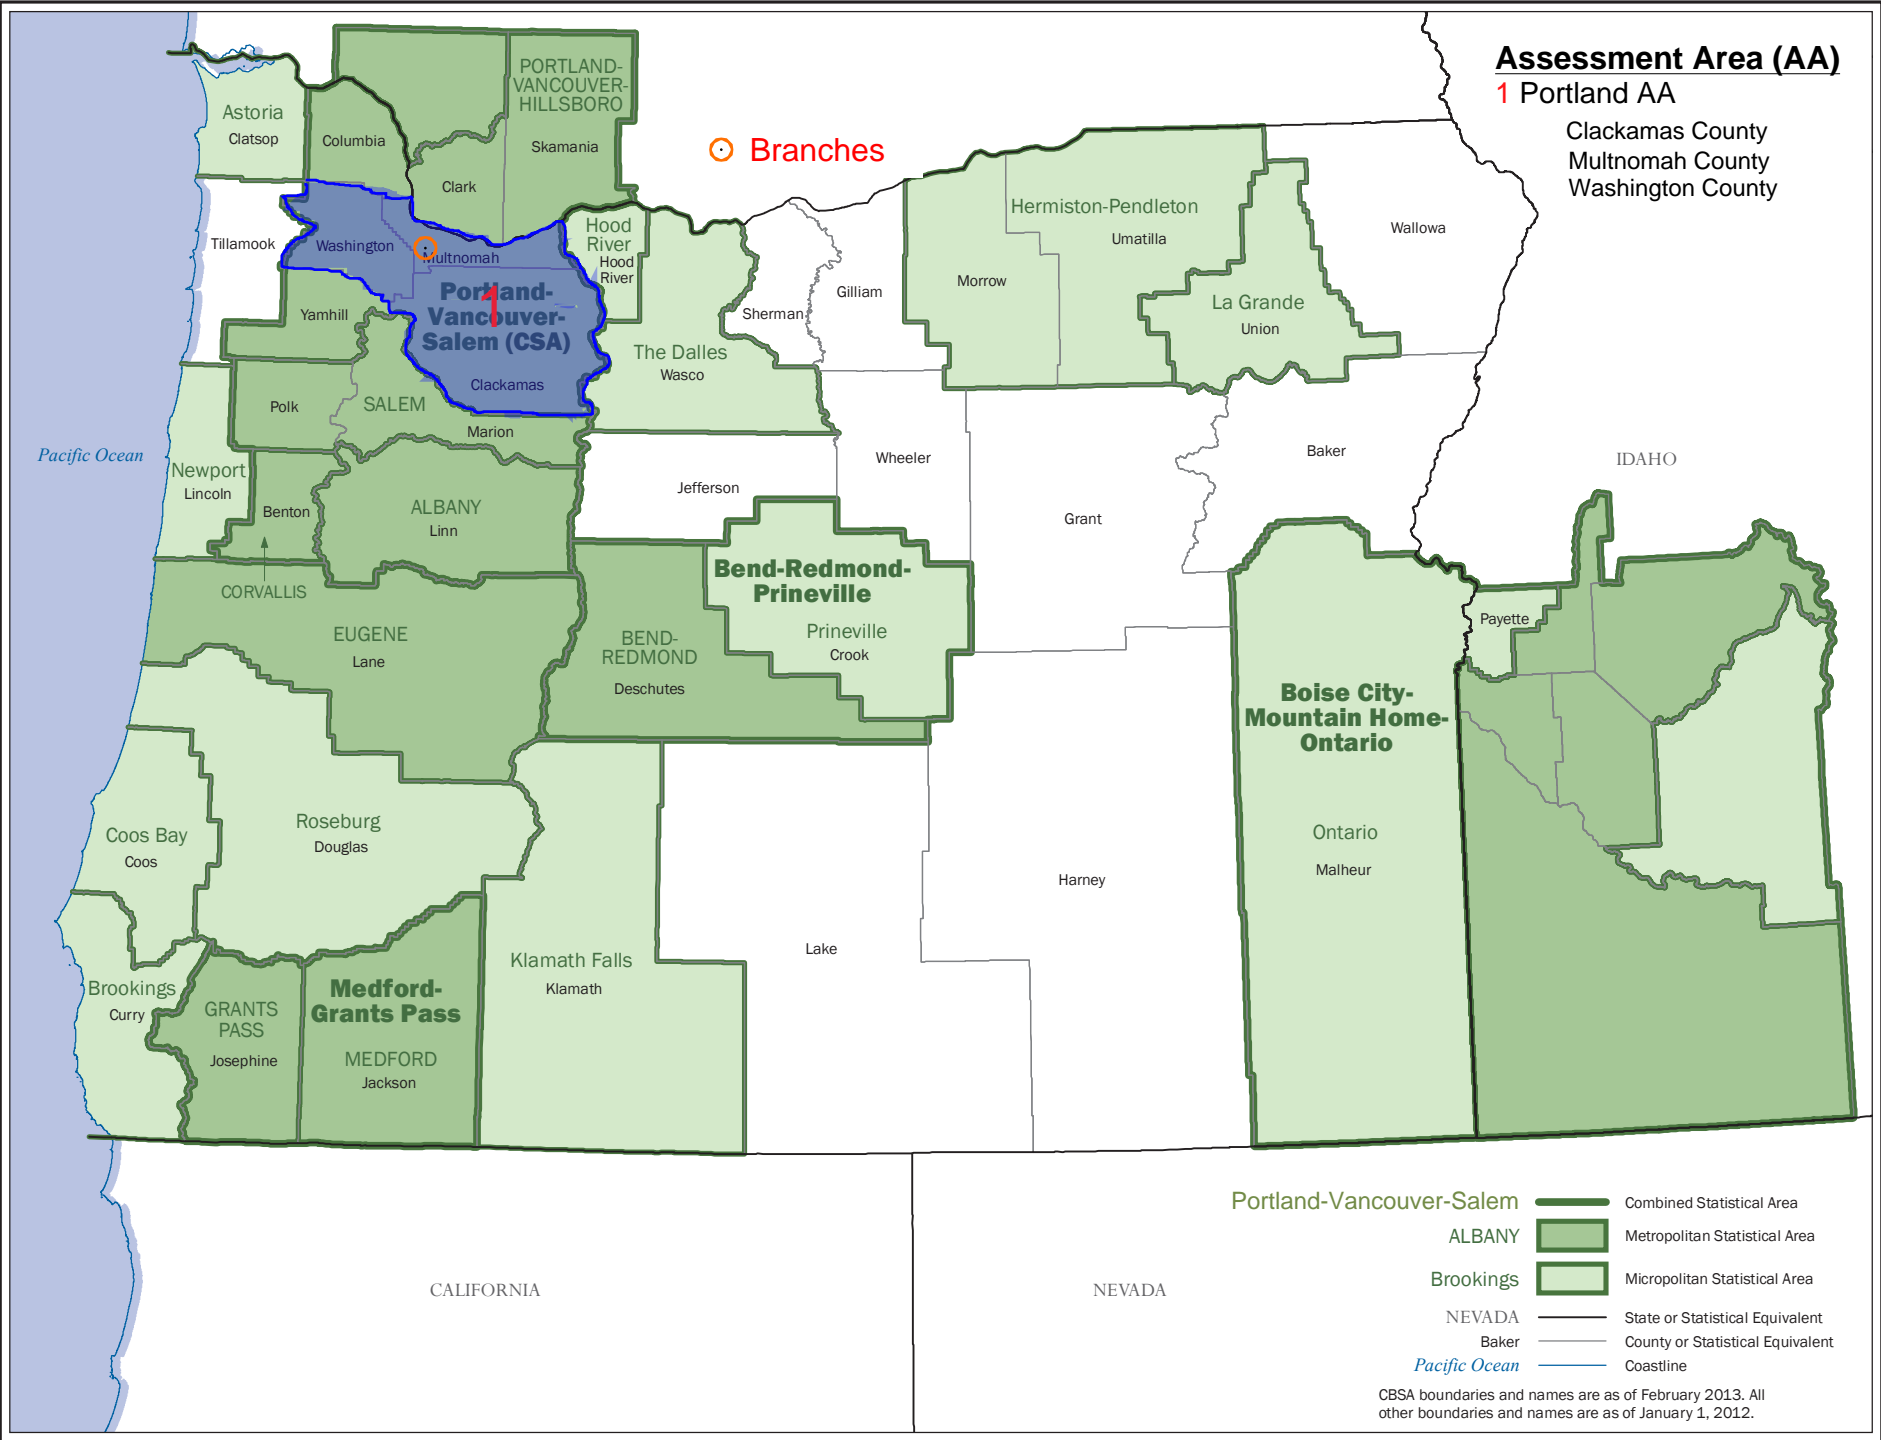 Assessment Area (AA)
1 Portland AA
Clackamas County
Multnomah County
Washington County
Branches
PORTLAND-
VANCOUVER-
HILLSBORO
Skamania
Astoria
Clatsop
Columbia
Clark
Tillamook
Washington
Multnomah
Hood
River
Hood
River
Portland-
Vancouver-
Salem (CSA)
1
Clackamas
Yamhill
Polk
SALEM
Marion
The Dalles
Wasco
Sherman
Gilliam
Morrow
Hermiston-Pendleton
Umatilla
La Grande
Union
Wallowa
Pacific Ocean
Newport
Lincoln
Benton
CORVALLIS
ALBANY
Linn
Jefferson
Wheeler
Grant
Baker
IDAHO
EUGENE
Lane
BEND-
REDMOND
Deschutes
Bend-Redmond-
Prineville
Prineville
Crook
Payette
Boise City-
Mountain Home-
Ontario
Ontario
Malheur
Coos Bay
Coos
Roseburg
Douglas
Harney
Lake
Klamath Falls
Klamath
Brookings
Curry
GRANTS
PASS
Josephine
Medford-
Grants Pass
MEDFORD
Jackson
CALIFORNIA
NEVADA
Portland-Vancouver-Salem Combined Statistical Area
ALBANY Metropolitan Statistical Area
Brookings Micropolitan Statistical Area
NEVADA State or Statistical Equivalent
Baker County or Statistical Equivalent
Pacific Ocean Coastline
CBSA boundaries and names are as of February 2013. All
other boundaries and names are as of January 1, 2012.